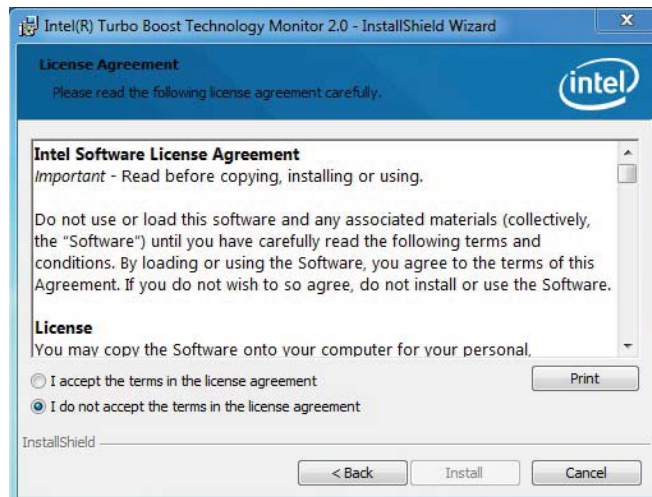 Intel(R) Turbo Boost Technology Monitor 2.0 - InstallShield Wizard
X
License Agreement
Please read the following license agreement carefully.
intel
Intel Software License Agreement
Important - Read before copying, installing or using.
Do not use or load this software and any associated materials (collectively,
the “Software”) until you have carefully read the following terms and
conditions. By loading or using the Software, you agree to the terms of this
Agreement. If you do not wish to so agree, do not install or use the Software.
License
You may copy the Software onto your computer for your personal,
I accept the terms in the license agreement
Print
I do not accept the terms in the license agreement
InstallShield
< Back
Install
Cancel